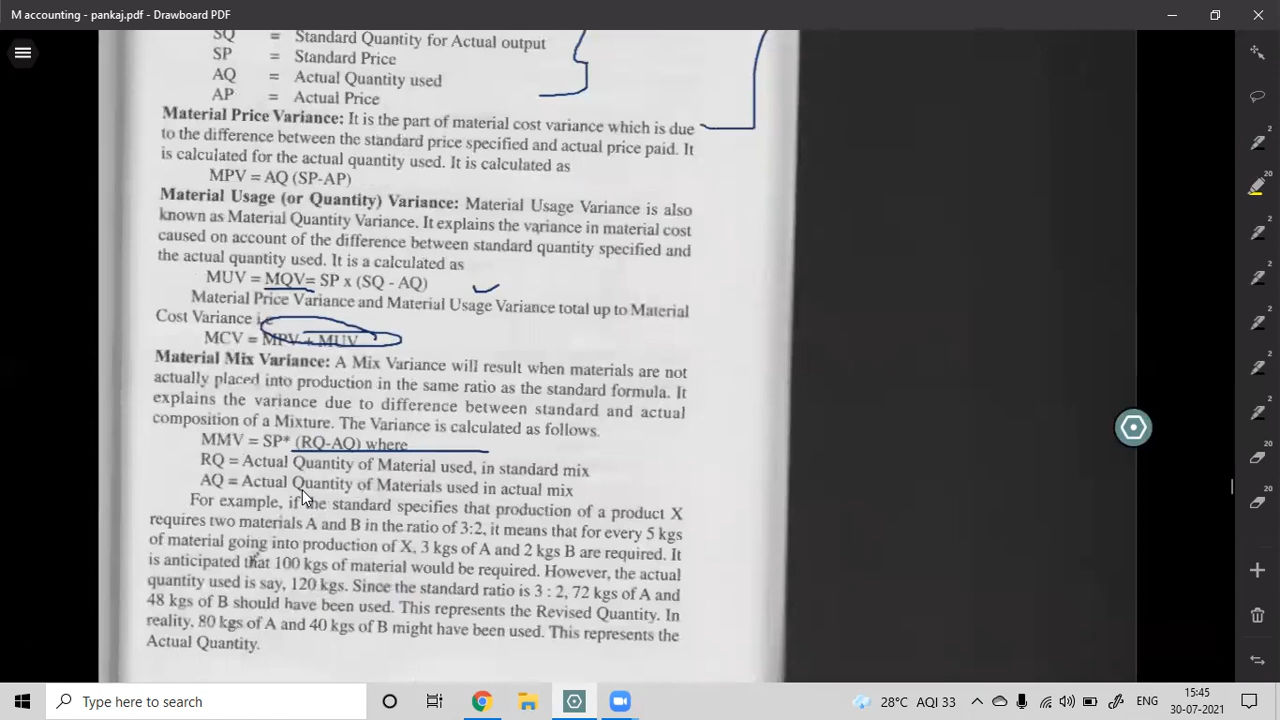 M accounting - pankaj.pdf - Drawboard PDF
SQ = Standard Quantity for Actual output
SP = Standard Price
AQ = Actual Quantity used
AP = Actual Price
Material Price Variance: It is the part of material cost variance which is due
to the difference between the standard price specified and actual price paid. It
is calculated for the actual quantity used. It is calculated as
MPV = AQ (SP-AP)
Material Usage (or Quantity) Variance: Material Usage Variance is also
known as Material Quantity Variance. It explains the variance in material cost
caused on account of the difference between standard quantity specified and
the actual quantity used. It is a calculated as
MUV = MQV= SP x (SQ - AQ)
Material Price Variance and Material Usage Variance total up to Material
Cost Variance i.e
MCV = MPV + MUV
Material Mix Variance: A Mix Variance will result when materials are not
actually placed into production in the same ratio as the standard formula. It
explains the variance due to difference between standard and actual
composition of a Mixture. The Variance is calculated as follows.
MMV = SP* (RQ-AQ) where
RQ = Actual Quantity of Material used, in standard mix
AQ = Actual Quantity of Materials used in actual mix
For example, if the standard specifies that production of a product X
requires two materials A and B in the ratio of 3:2, it means that for every 5 kgs
of material going into production of X, 3 kgs of A and 2 kgs B are required. It
is anticipated that 100 kgs of material would be required. However, the actual
quantity used is say, 120 kgs. Since the standard ratio is 3 : 2, 72 kgs of A and
48 kgs of B should have been used. This represents the Revised Quantity. In
reality, 80 kgs of A and 40 kgs of B might have been used. This represents the
Actual Quantity.
2
20
2
2
2
2
2
20
20
Type here to search
28°C AQI 33
ENG
15:45
30-07-2021